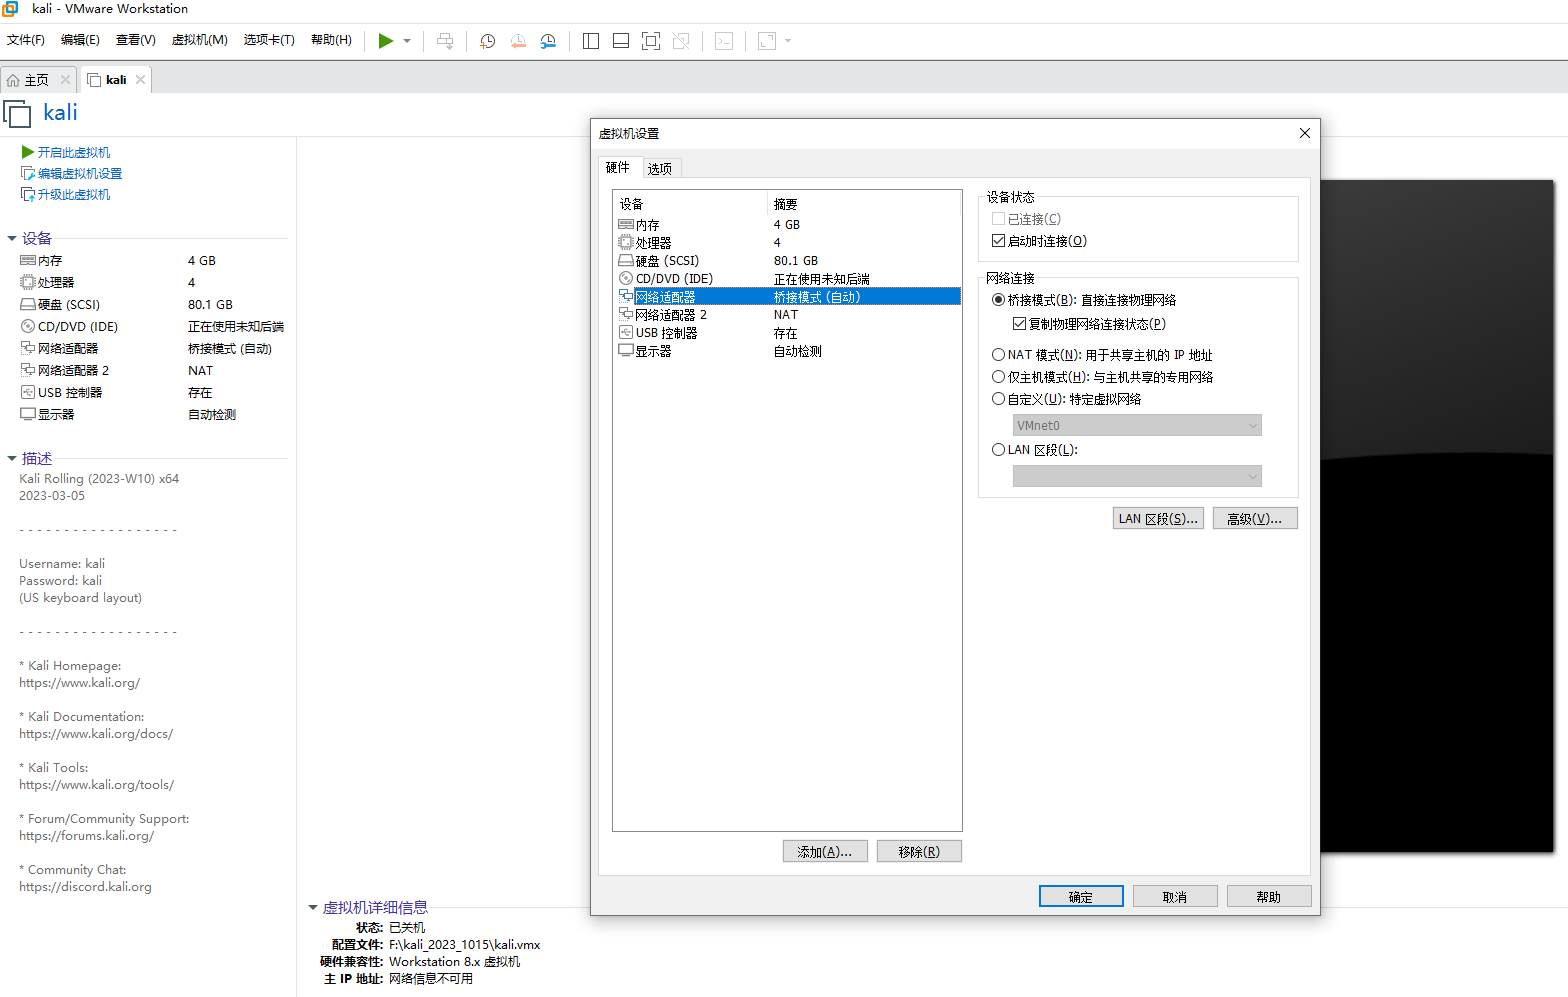 kali - VMware Workstation
文件(F) 编辑(E) 查看(V) 虚拟机(M) 选项卡(T) 帮助(H)
主页 kali
kali
开启此虚拟机
编辑虚拟机设置
升级此虚拟机
设备
内存 4 GB
处理器 4
硬盘 (SCSI) 80.1 GB
CD/DVD (IDE) 正在使用未知后端
网络适配器 桥接模式 (自动)
网络适配器 2 NAT
USB 控制器 存在
显示器 自动检测
描述
Kali Rolling (2023-W10) x64
2023-03-05
- - - - - - - - - - - - - - - - - -
Username: kali
Password: kali
(US keyboard layout)
- - - - - - - - - - - - - - - - - -
* Kali Homepage:
https://www.kali.org/
* Kali Documentation:
https://www.kali.org/docs/
* Kali Tools:
https://www.kali.org/tools/
* Forum/Community Support:
https://forums.kali.org/
* Community Chat:
https://discord.kali.org
虚拟机详细信息
状态: 已关机
配置文件: F:\kali_2023_1015\kali.vmx
硬件兼容性: Workstation 8.x 虚拟机
主 IP 地址: 网络信息不可用
虚拟机设置
硬件 选项
设备 摘要
内存 4 GB
处理器 4
硬盘 (SCSI) 80.1 GB
CD/DVD (IDE) 正在使用未知后端
网络适配器 桥接模式 (自动)
网络适配器 2 NAT
USB 控制器 存在
显示器 自动检测
添加(A)... 移除(R)
设备状态
已连接(C)
启动时连接(O)
网络连接
桥接模式(B): 直接连接物理网络
复制物理网络连接状态(P)
NAT 模式(N): 用于共享主机的 IP 地址
仅主机模式(H): 与主机共享的专用网络
自定义(U): 特定虚拟网络
VMnet0
LAN 区段(L):
LAN 区段(S)... 高级(V)...
确定 取消 帮助